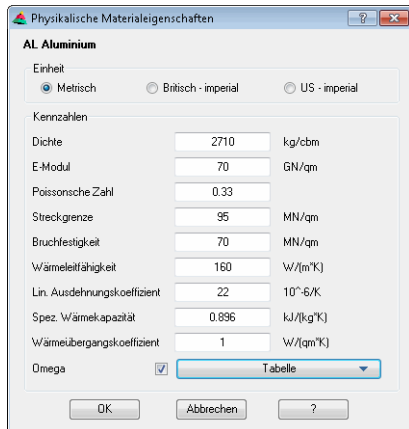 Physikalische Materialeigenschaften ?
AL Aluminium
Einheit
Metrisch Britisch - imperial US - imperial
Kennzahlen
Dichte 2710 kg/cbm
E-Modul 70 GN/qm
Poissonsche Zahl 0.33
Streckgrenze 95 MN/qm
Bruchfestigkeit 70 MN/qm
Wärmeleitfähigkeit 160 W/(m*K)
Lin. Ausdehnungskoeffizient 22 10^-6/K
Spez. Wärmekapazität 0.896 kJ/(kg*K)
Wärmeübergangskoeffizient 1 W/(qm*K)
Omega Tabelle
OK Abbrechen ?